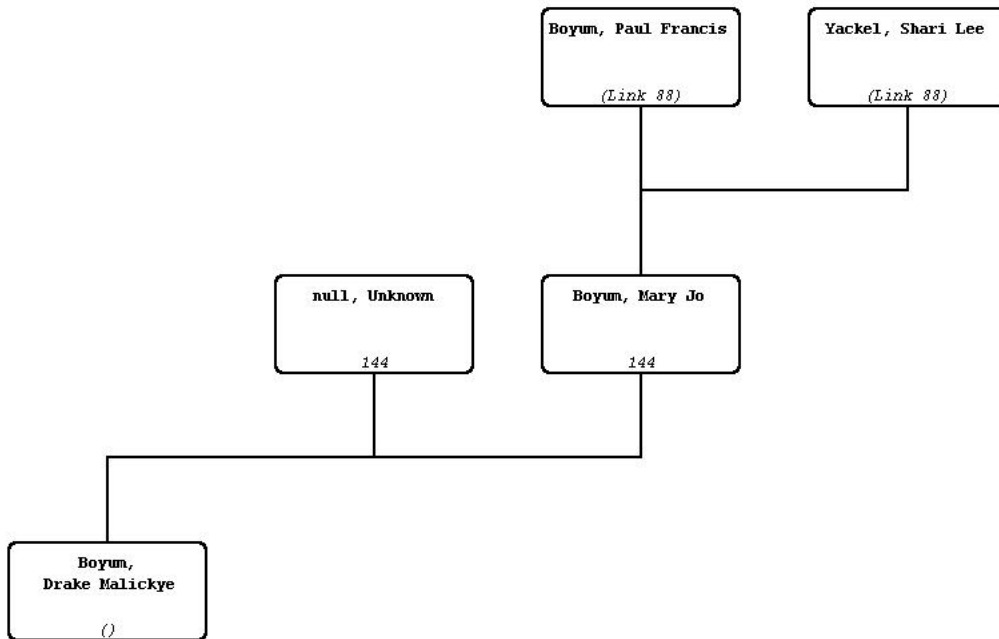 Boyum, Paul Francis
(Link 88)
Yackel, Shari Lee
(Link 88)
null, Unknown
144
Boyum, Mary Jo
144
Boyum,
Drake Malickye
()